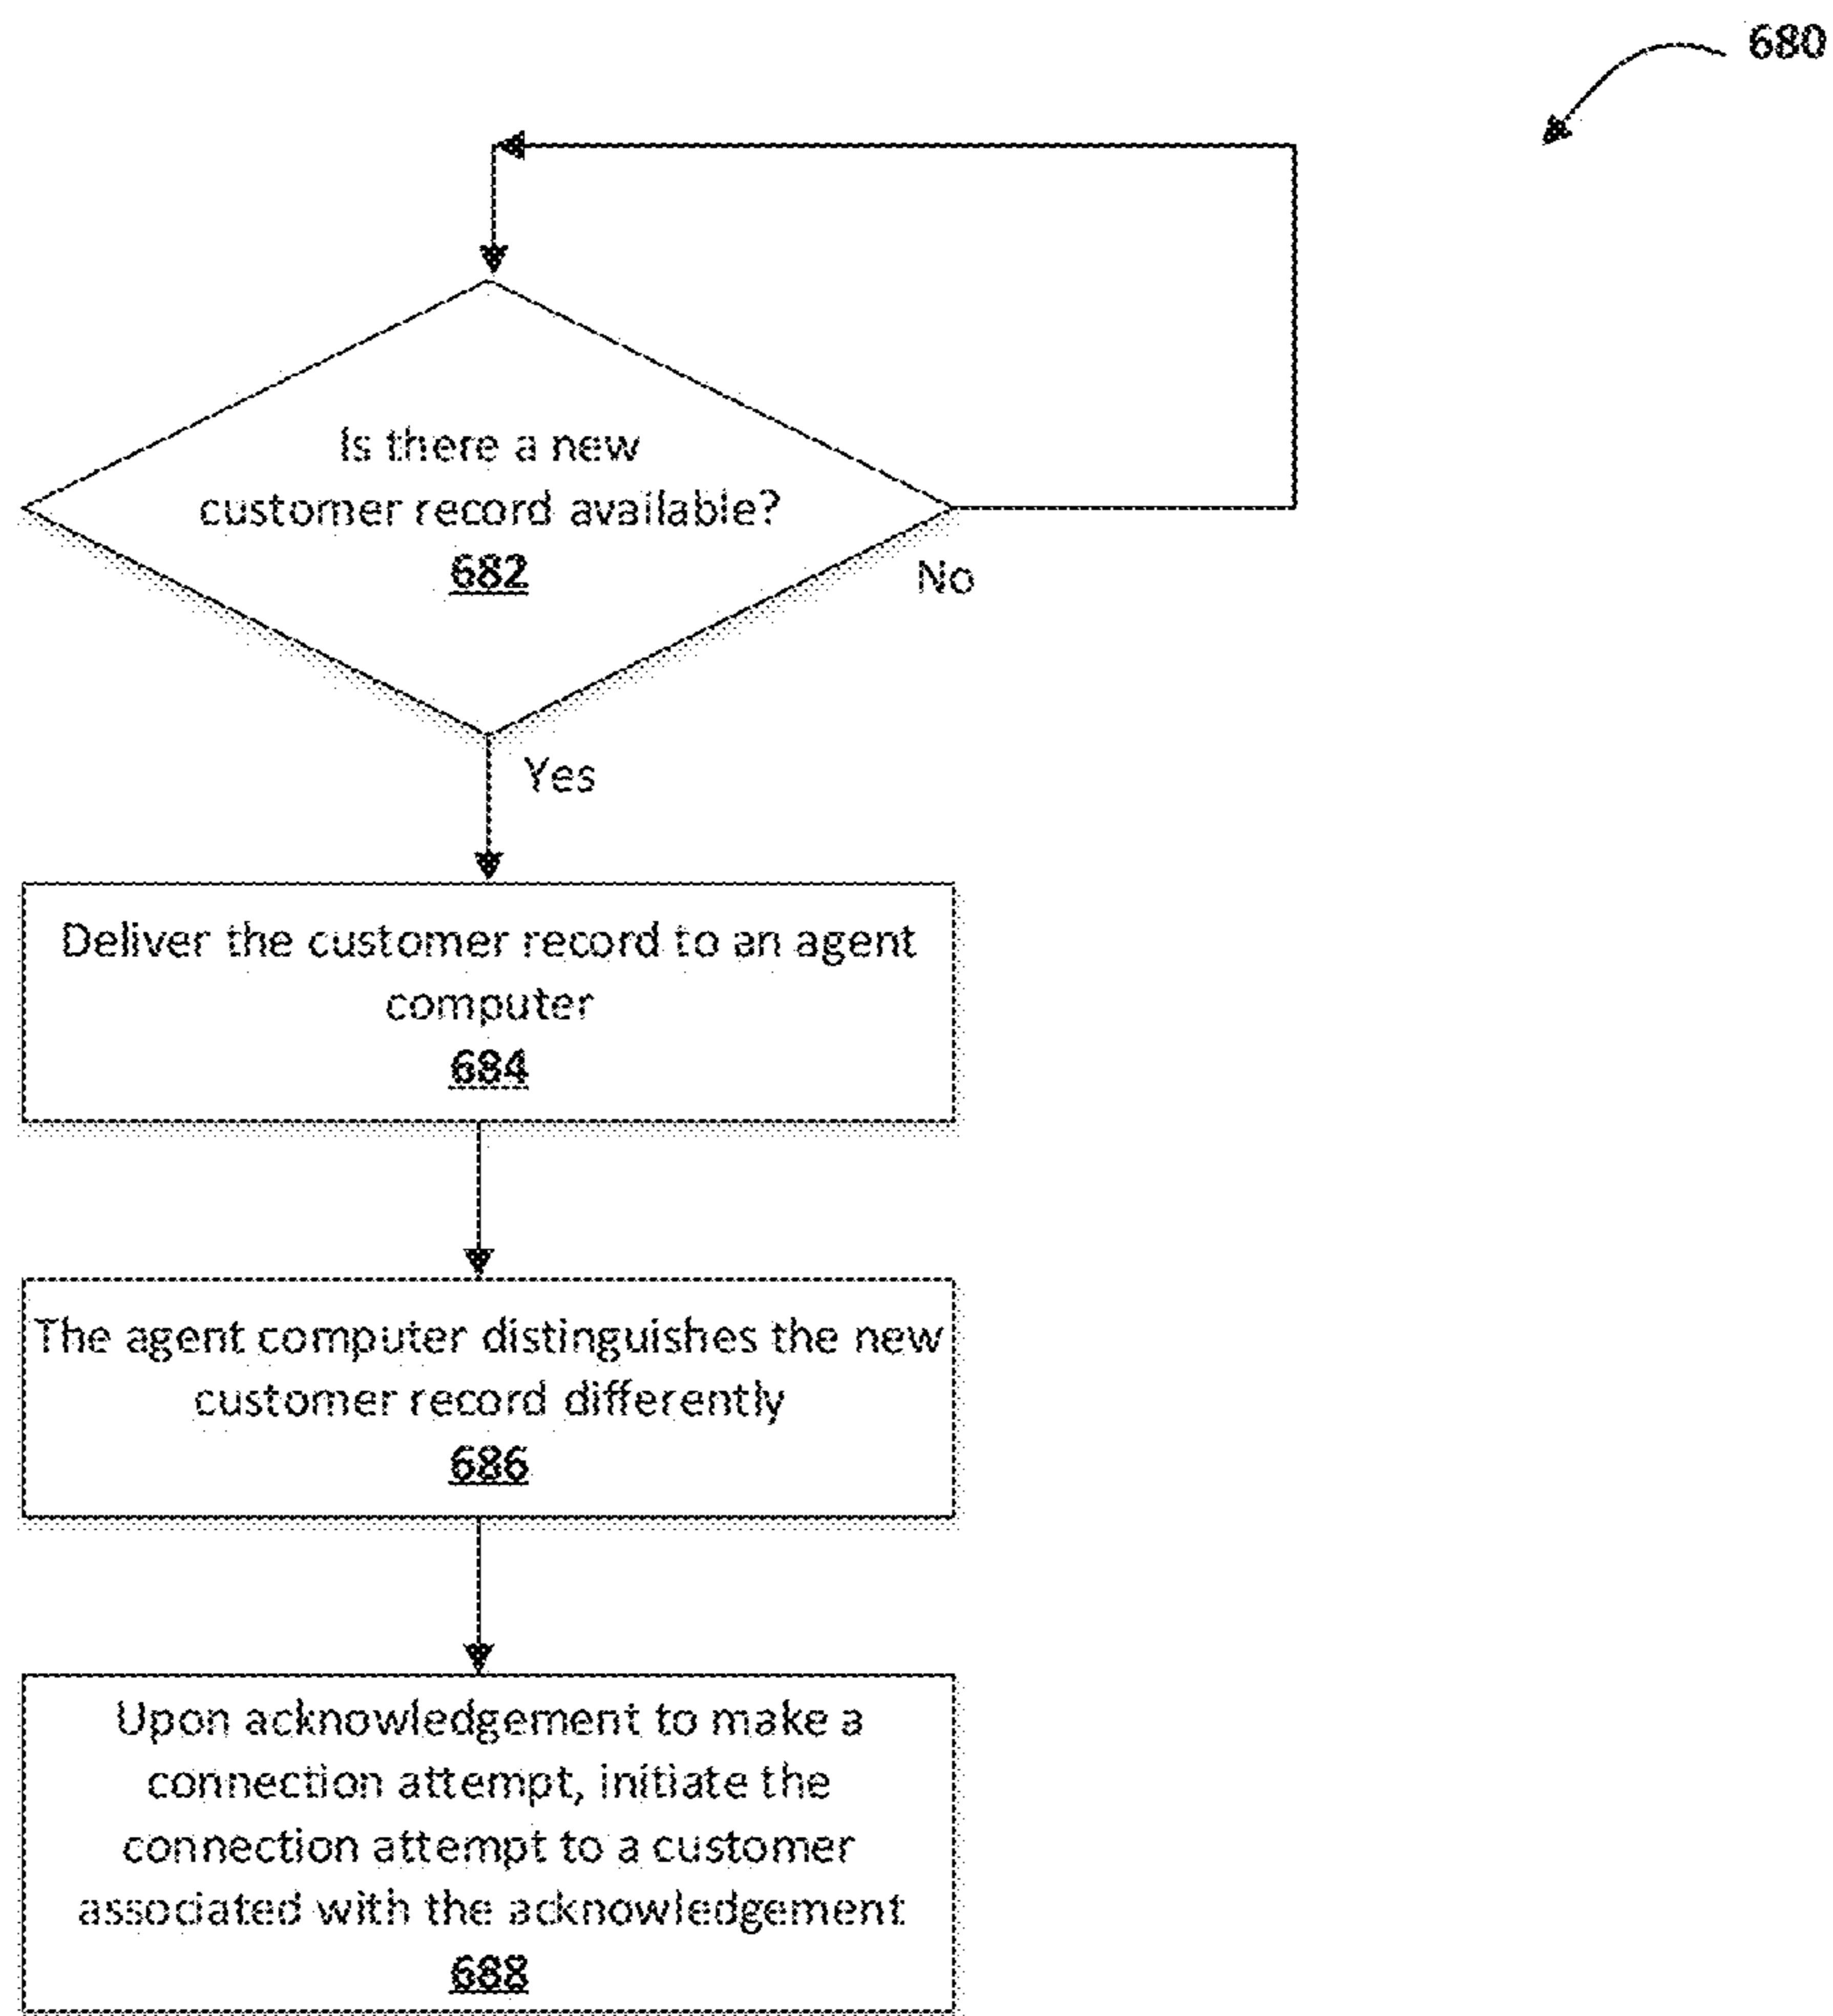 680
Is there a new
customer record available?
682
No
Yes
Deliver the customer record to an agent
computer
684
The agent computer distinguishes the new
customer record differently
686
Upon acknowledgement to make a
connection attempt, initiate the
connection attempt to a customer
associated with the acknowledgement
688